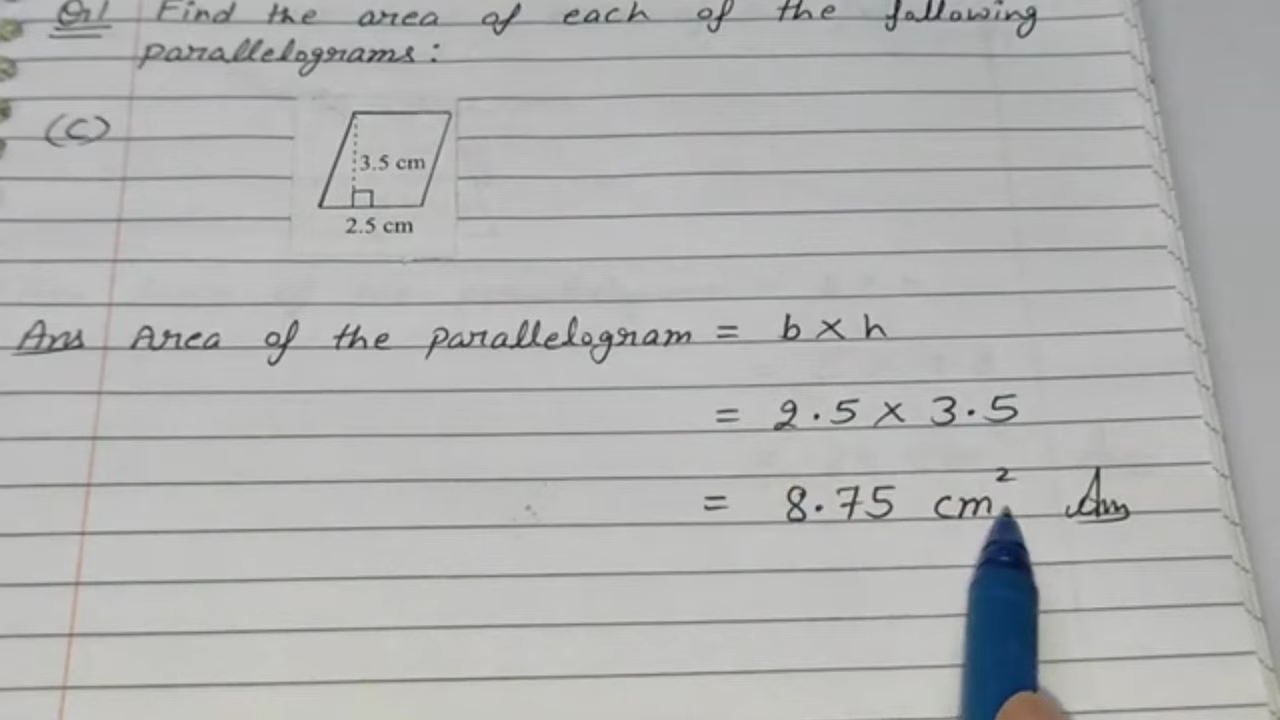 Q1 Find the area of each of the following
parallelograms:
(C)
3.5 cm
2.5 cm
Ans Area of the parallelogram = b × h
= 2.5 × 3.5
= 8.75 cm² Ans